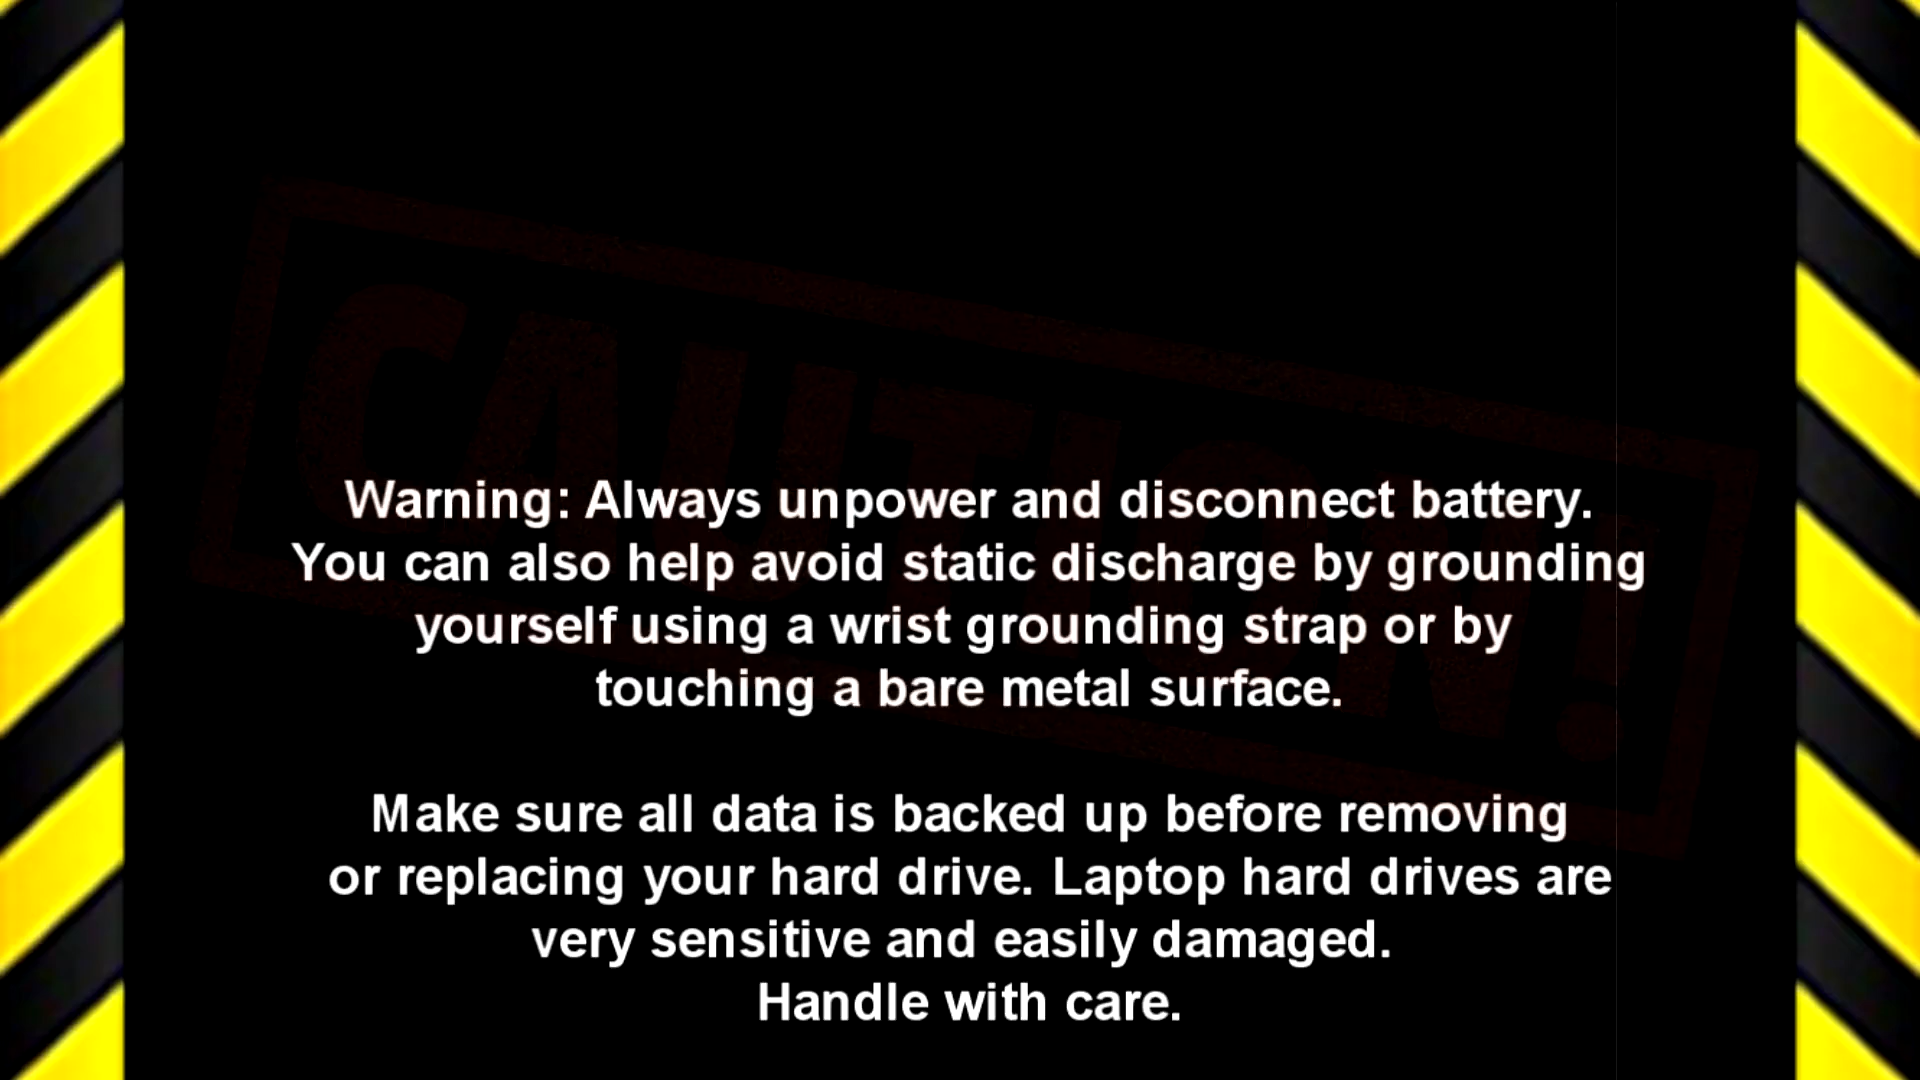 CAUTION!
Warning: Always unpower and disconnect battery.
You can also help avoid static discharge by grounding
yourself using a wrist grounding strap or by
touching a bare metal surface.
Make sure all data is backed up before removing
or replacing your hard drive. Laptop hard drives are
very sensitive and easily damaged.
Handle with care.